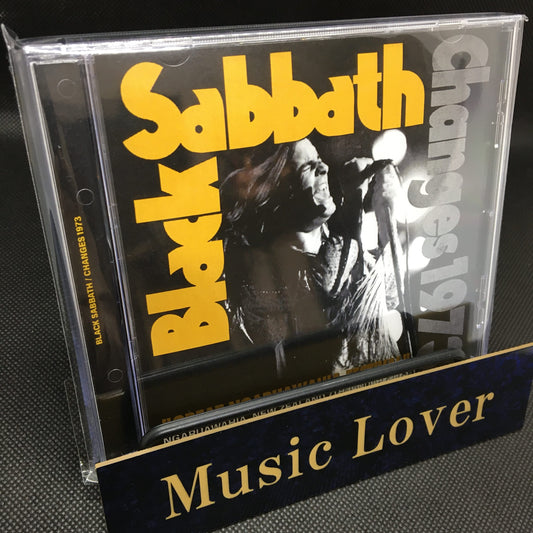 BLACK SABBATH / CHANGES 1973
Black
Sabbath
changes 1973
NGARUAWAHIA, NEW ZEALAND
Music Lover